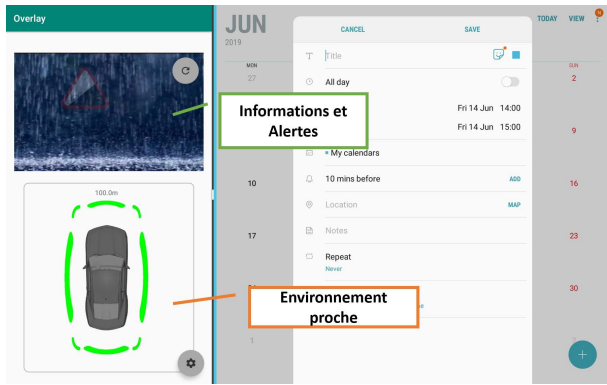 Overlay
100.0m
Informations et
Alertes
Environnement
proche
JUN
2019
TODAY
VIEW
N
MON
SUN
27
2
9
10
16
17
23
30
1
CANCEL
SAVE
Title
All day
Fri 14 Jun 14:00
Fri 14 Jun 15:00
My calendars
10 mins before
ADD
Location
MAP
Notes
Repeat
Never